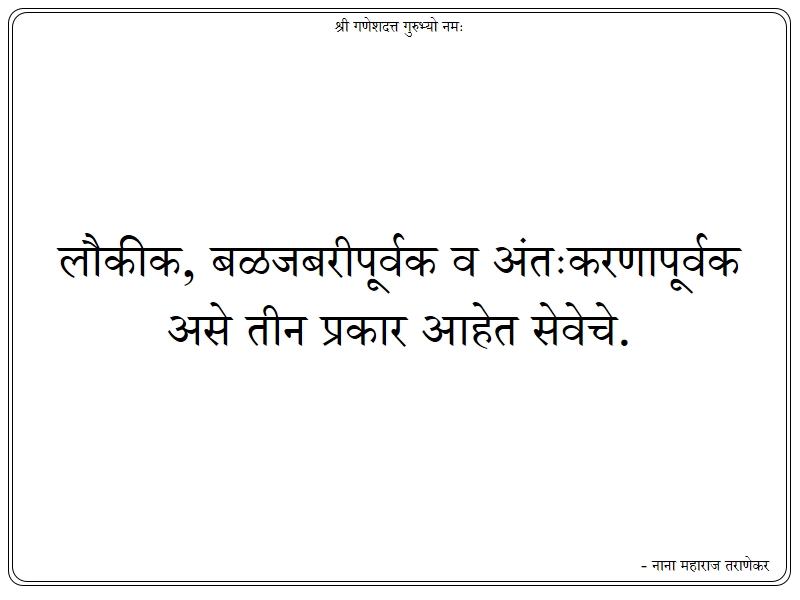 श्री गणेशदत्त गुरुभ्यो नमः
लौकीक, बळजबरीपूर्वक व अंतःकरणापूर्वक
असे तीन प्रकार आहेत सेवेचे.
- नाना महाराज तराणेकर